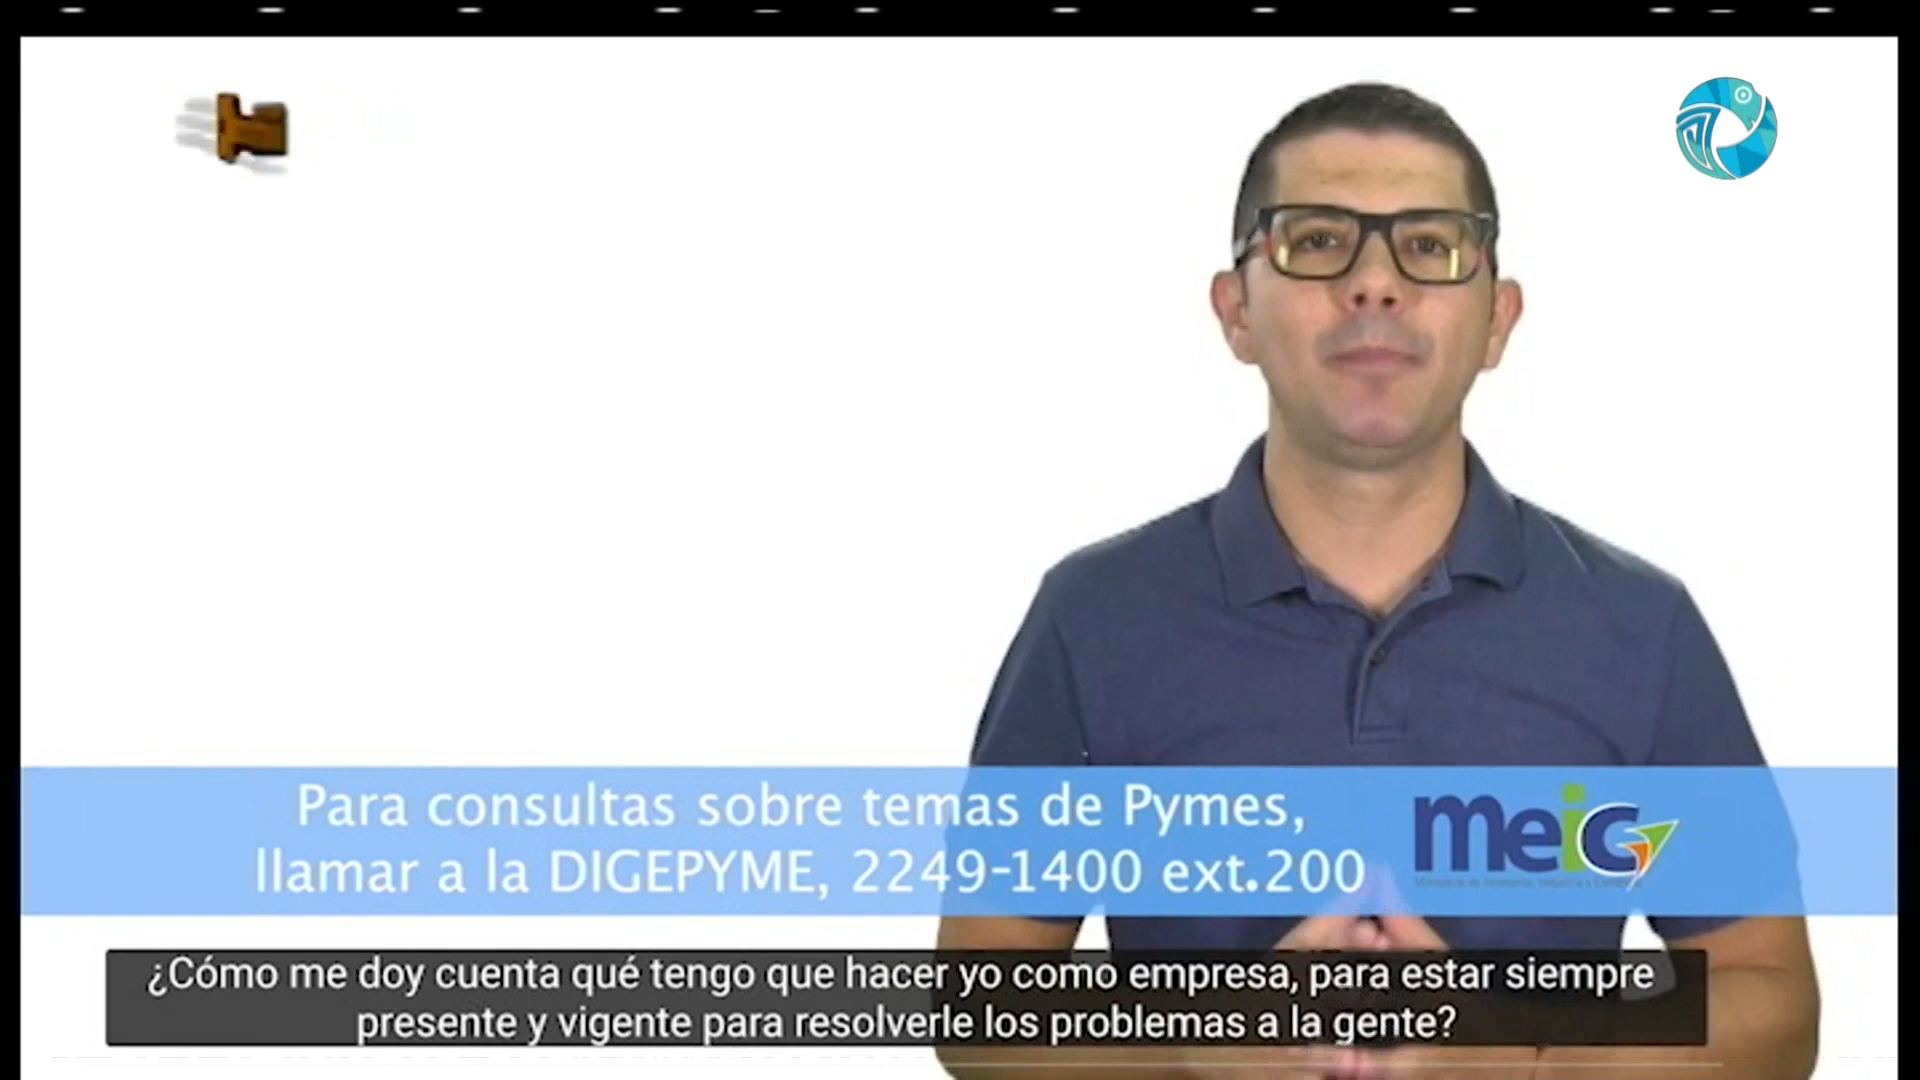 Para consultas sobre temas de Pymes,
llamar a la DIGEPYME, 2249-1400 ext.200
meic
¿Cómo me doy cuenta qué tengo que hacer yo como empresa, para estar siempre
presente y vigente para resolverle los problemas a la gente?